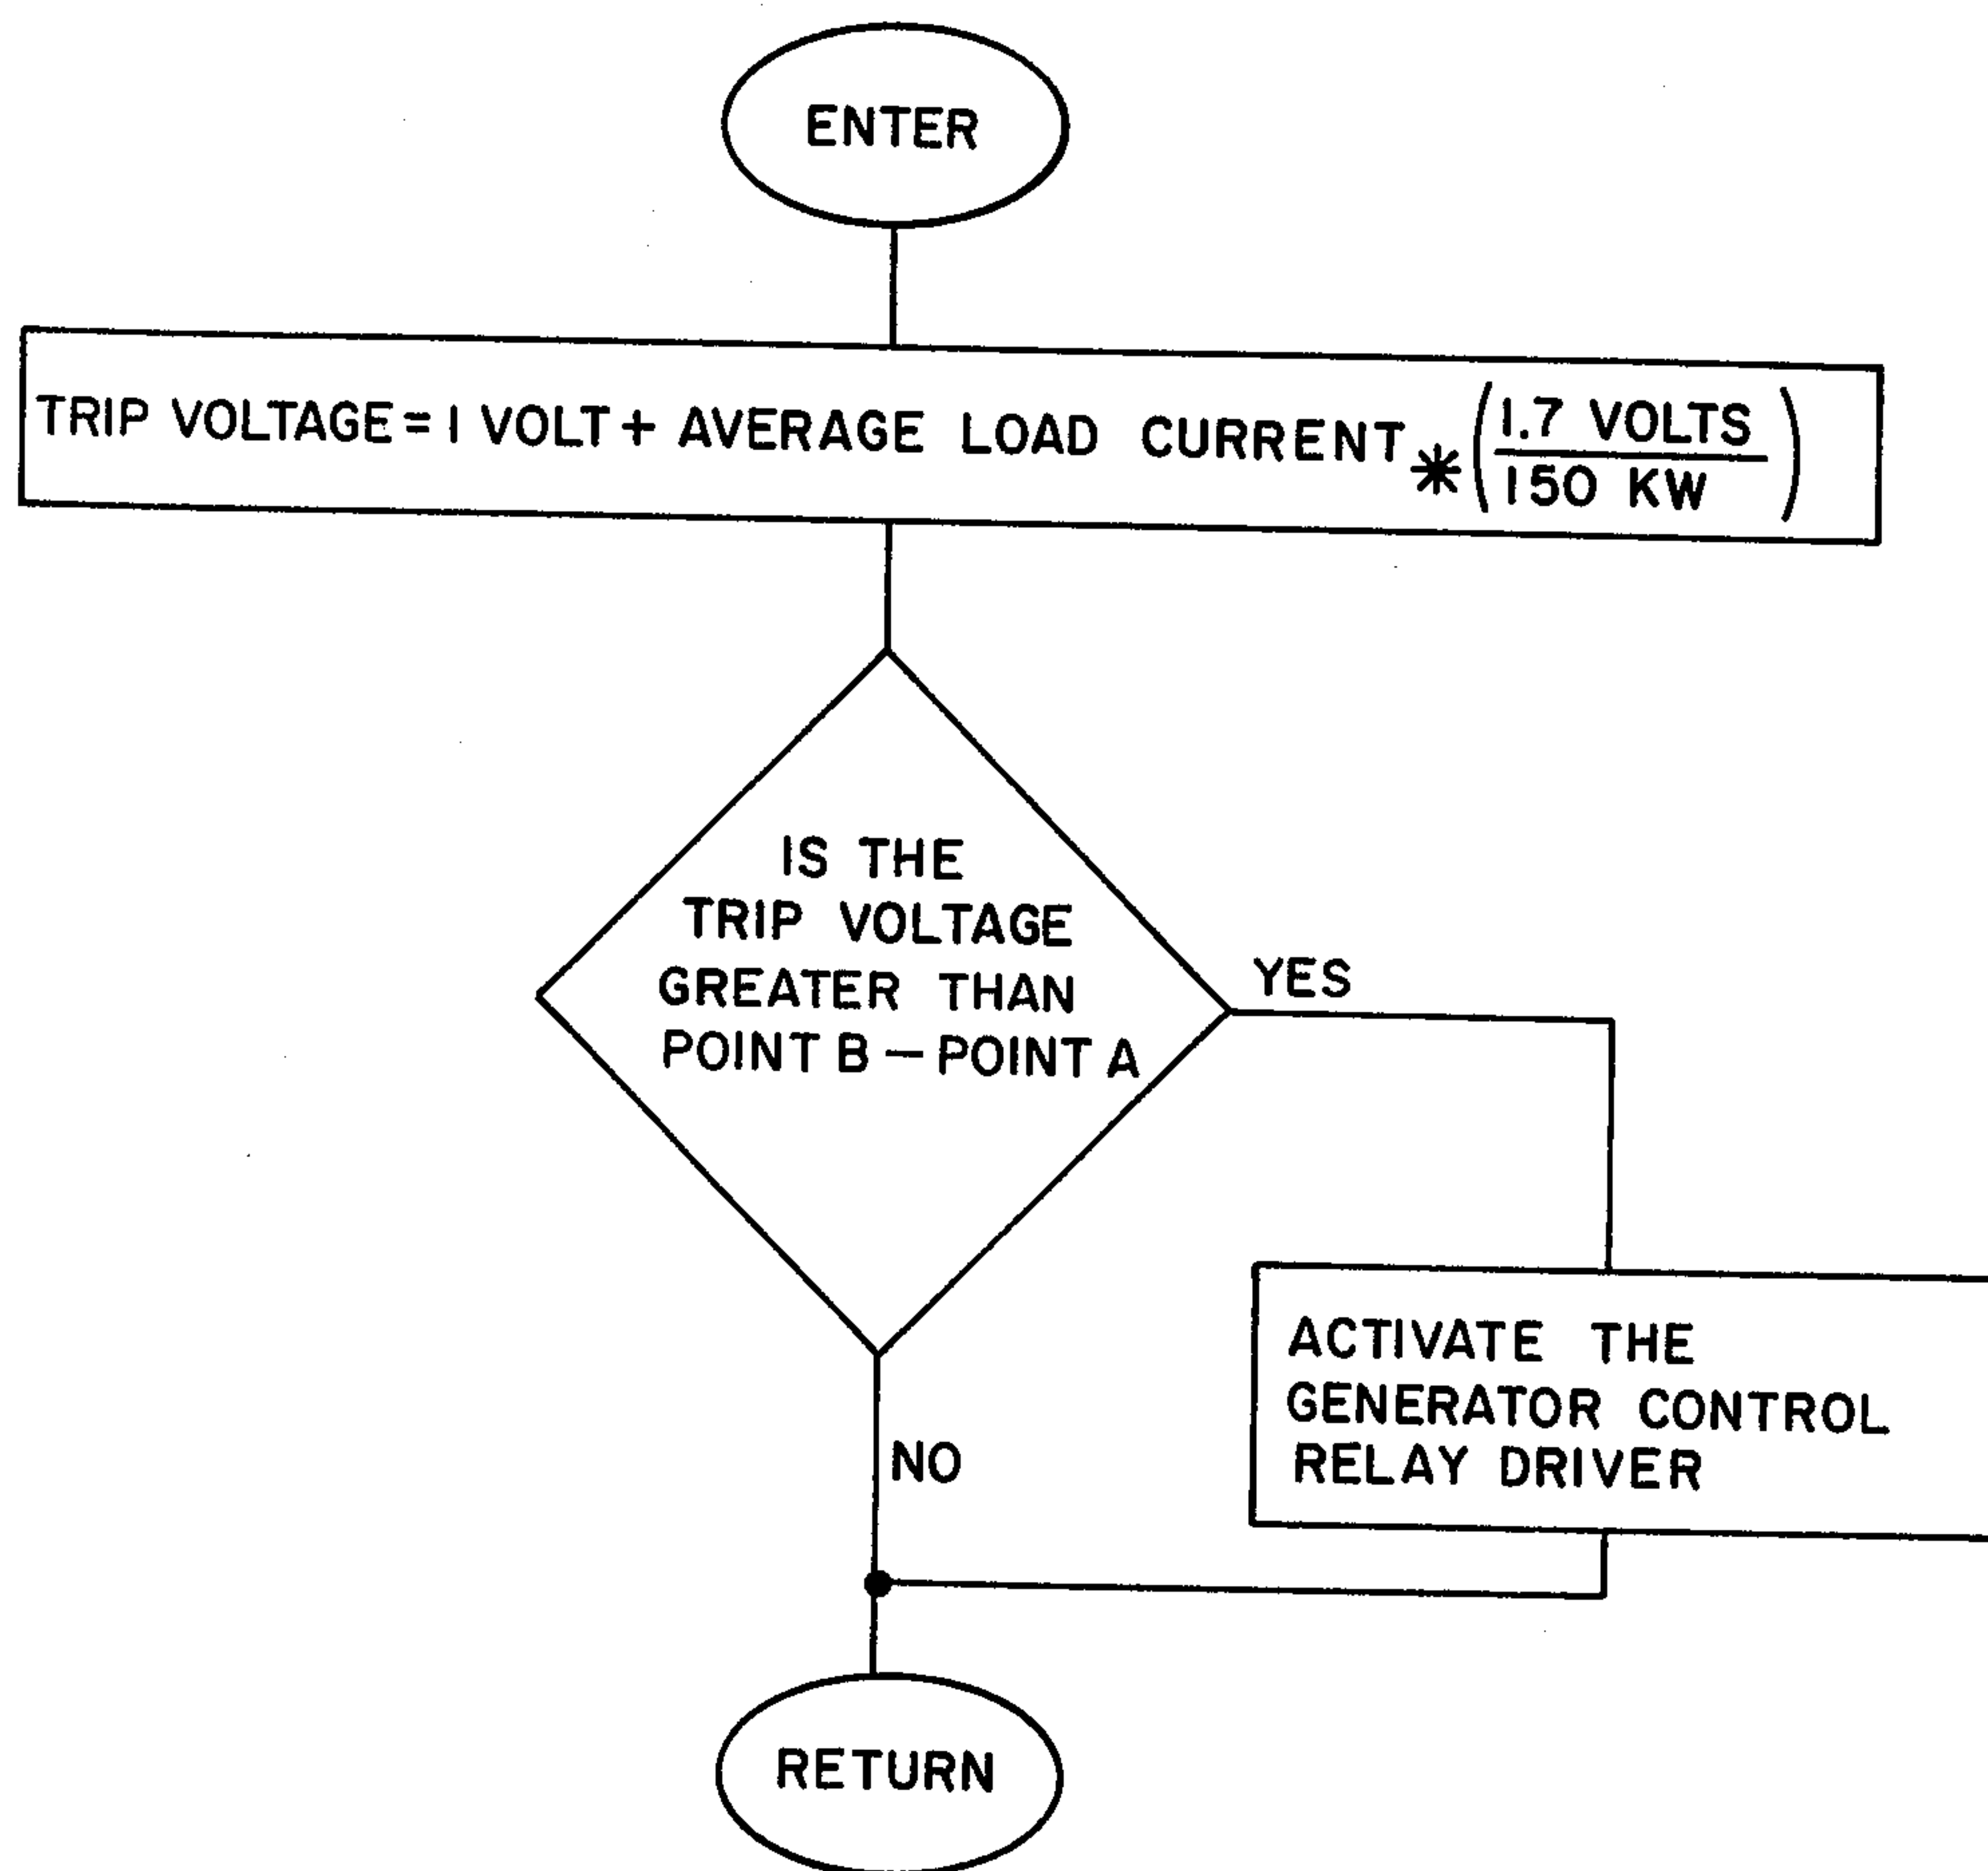 ENTER
TRIP VOLTAGE = 1 VOLT + AVERAGE LOAD CURRENT * (1.7 VOLTS
150 KW)
IS THE
TRIP VOLTAGE
GREATER THAN
POINT B — POINT A
YES
ACTIVATE THE
GENERATOR CONTROL
RELAY DRIVER
NO
RETURN